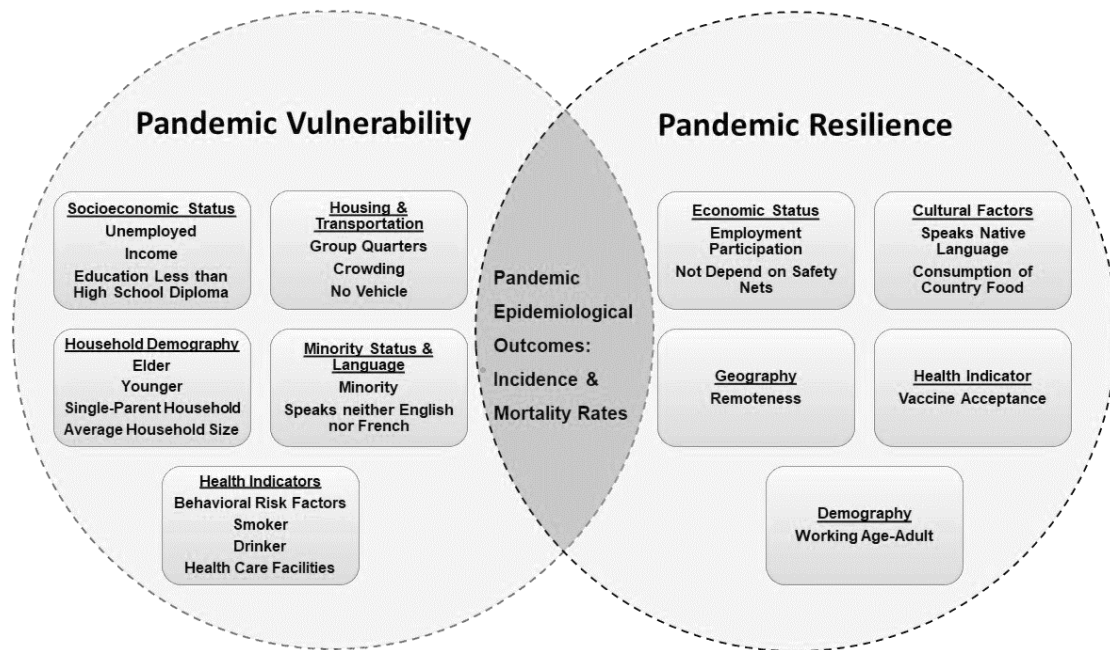 Pandemic Vulnerability
Socioeconomic Status
Unemployed
Income
Education Less than
High School Diploma
Housing &
Transportation
Group Quarters
Crowding
No Vehicle
Household Demography
Elder
Younger
Single-Parent Household
Average Household Size
Minority Status &
Language
Minority
Speaks neither English
nor French
Health Indicators
Behavioral Risk Factors
Smoker
Drinker
Health Care Facilities
Pandemic
Epidemiological
Outcomes:
Incidence &
Mortality Rates
Pandemic Resilience
Economic Status
Employment
Participation
Not Depend on Safety
Nets
Cultural Factors
Speaks Native
Language
Consumption of
Country Food
Geography
Remoteness
Health Indicator
Vaccine Acceptance
Demography
Working Age-Adult